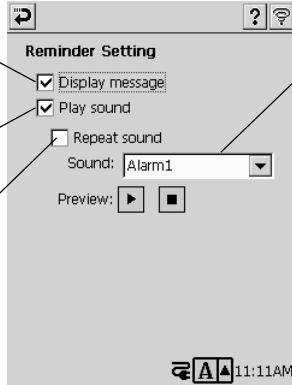 ?
Reminder Setting
Display message
Play sound
Repeat sound
Sound: Alarm1
Preview:
A 11:11AM